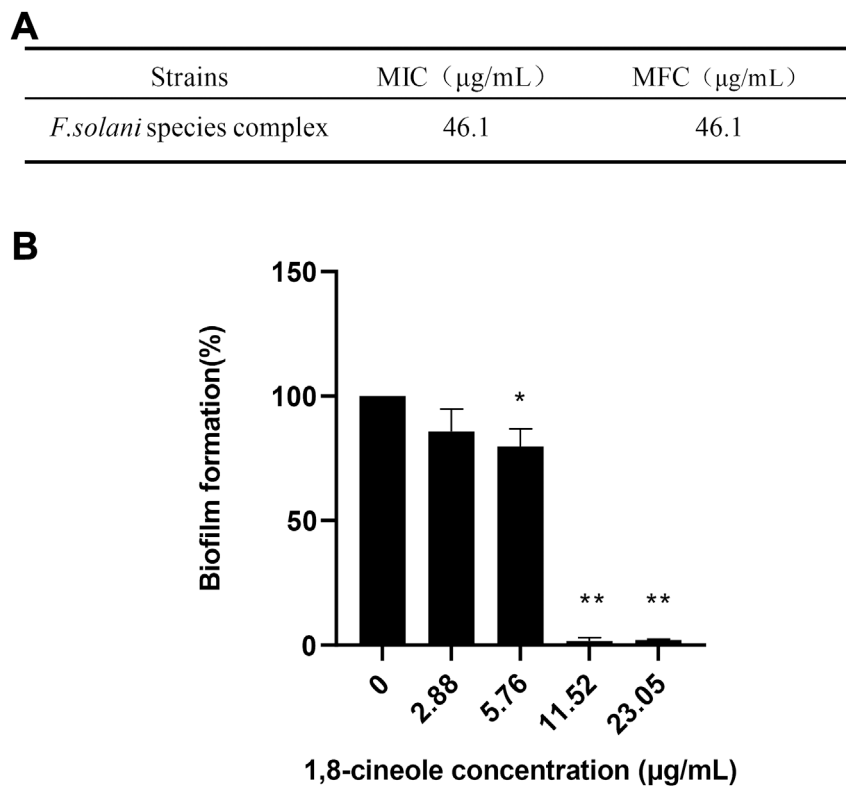 A
Strains MIC（μg/mL） MFC（μg/mL）
F.solani species complex 46.1 46.1
B
150
100
50
0
Biofilm formation(%)
*
** **
0 2.88 5.76 11.52 23.05
1,8-cineole concentration (μg/mL)